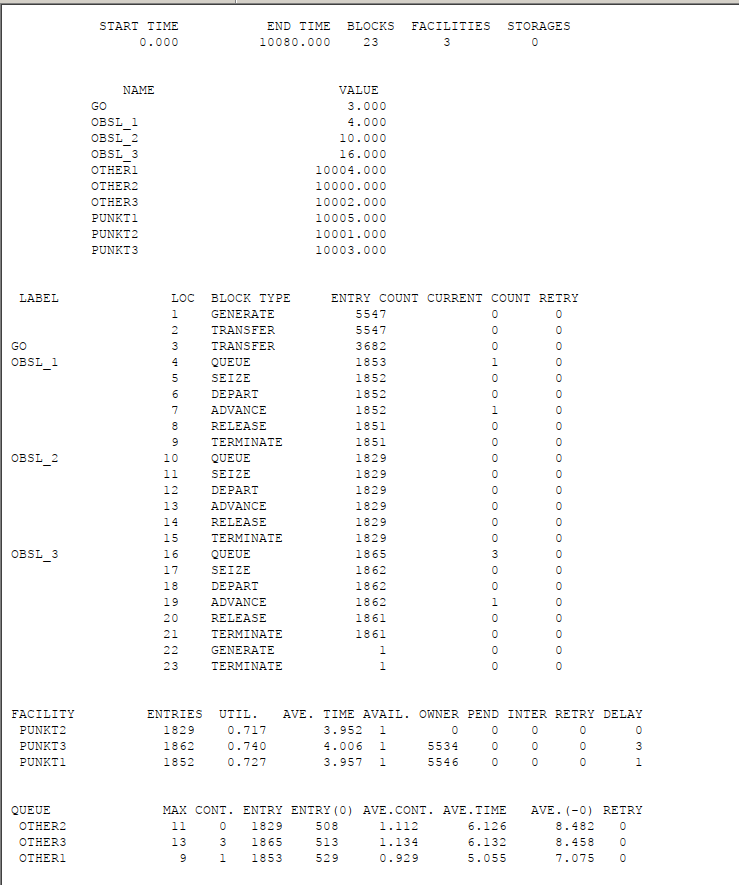 START TIME END TIME BLOCKS FACILITIES STORAGES
0.000 10080.000 23 3 0
NAME VALUE
GO 3.000
OBSL_1 4.000
OBSL_2 10.000
OBSL_3 16.000
OTHER1 10004.000
OTHER2 10000.000
OTHER3 10002.000
PUNKT1 10005.000
PUNKT2 10001.000
PUNKT3 10003.000
LABEL LOC BLOCK TYPE ENTRY COUNT CURRENT COUNT RETRY
1 GENERATE 5547 0 0
2 TRANSFER 5547 0 0
GO 3 TRANSFER 3682 0 0
OBSL_1 4 QUEUE 1853 1 0
5 SEIZE 1852 0 0
6 DEPART 1852 0 0
7 ADVANCE 1852 1 0
8 RELEASE 1851 0 0
9 TERMINATE 1851 0 0
OBSL_2 10 QUEUE 1829 0 0
11 SEIZE 1829 0 0
12 DEPART 1829 0 0
13 ADVANCE 1829 0 0
14 RELEASE 1829 0 0
15 TERMINATE 1829 0 0
OBSL_3 16 QUEUE 1865 3 0
17 SEIZE 1862 0 0
18 DEPART 1862 0 0
19 ADVANCE 1862 1 0
20 RELEASE 1861 0 0
21 TERMINATE 1861 0 0
22 GENERATE 1 0 0
23 TERMINATE 1 0 0
FACILITY ENTRIES UTIL. AVE. TIME AVAIL. OWNER PEND INTER RETRY DELAY
PUNKT2 1829 0.717 3.952 1 0 0 0 0 0
PUNKT3 1862 0.740 4.006 1 5534 0 0 0 3
PUNKT1 1852 0.727 3.957 1 5546 0 0 0 1
QUEUE MAX CONT. ENTRY ENTRY(0) AVE.CONT. AVE.TIME AVE.(-0) RETRY
OTHER2 11 0 1829 508 1.112 6.126 8.482 0
OTHER3 13 3 1865 513 1.134 6.132 8.458 0
OTHER1 9 1 1853 529 0.929 5.055 7.075 0